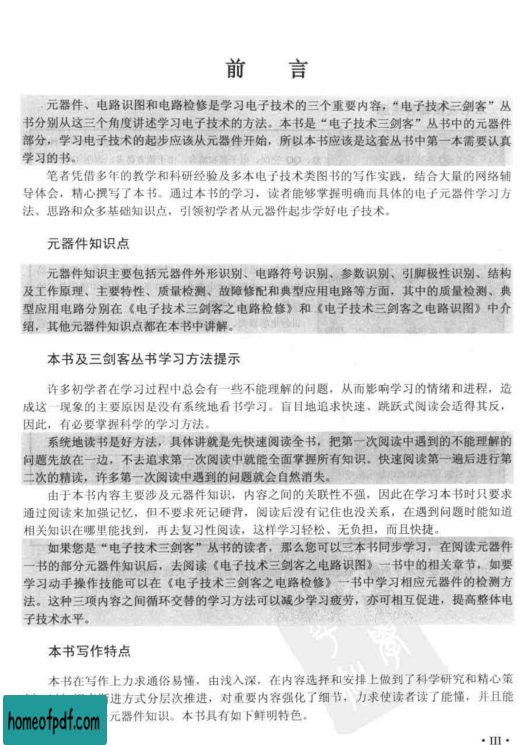 前 言
元器件、电路识图和电路检修是学习电子技术的三个重要内容，“电子技术三剑客”丛
书分别从这三个角度讲述学习电子技术的方法。本书是“电子技术三剑客”丛书中的元器件
部分，学习电子技术的起步应该从元器件开始，所以本书应该是这套丛书中第一本需要认真
学习的书。
笔者凭借多年的教学和科研经验及多本电子技术类图书的写作实践，结合大量的网络辅
导体会，精心撰写了本书。通过本书的学习，读者能够掌握明确而具体的电子元器件学习方
法、思路和众多基础知识点，引领初学者从元器件起步学好电子技术。
元器件知识点
元器件知识主要包括元器件外形识别、电路符号识别、参数识别、引脚极性识别、结构
及工作原理、主要特性、质量检测、故障修配和典型应用电路等方面，其中的质量检测、典
型应用电路分别在《电子技术三剑客之电路检修》和《电子技术三剑客之电路识图》中介
绍，其他元器件知识点都在本书中讲解。
本书及三剑客丛书学习方法提示
许多初学者在学习过程中总会有一些不能理解的问题，从而影响学习的情绪和进程，造
成这一现象的主要原因是没有系统地看书学习。盲目地追求快速、跳跃式阅读会适得其反，
因此，有必要掌握科学的学习方法。
系统地读书是好方法，具体讲就是先快速阅读全书，把第一次阅读中遇到的不能理解的
问题先放在一边，不去追求第一次阅读中就能全面掌握所有知识。快速阅读第一遍后进行第
二次的精读，许多第一次阅读中遇到的问题就会自然消失。
由于本书内容主要涉及元器件知识，内容之间的关联性不强，因此在学习本书时只要求
通过阅读来加强记忆，但不要求死记硬背，阅读后没有记住也没关系，在遇到问题时能知道
相关知识在哪里能找到，再去复习性阅读，这样学习轻松、无负担，而且快捷。
如果您是“电子技术三剑客”丛书的读者，那么您可以三本书同步学习，在阅读元器件
一书的部分元器件知识后，去阅读《电子技术三剑客之电路识图》一书中的相关章节，如要
学习动手操作技能可以在《电子技术三剑客之电路检修》一书中学习相应元器件的检测方
法。这种三项内容之间循环交替的学习方法可以减少学习疲劳，亦可相互促进，提高整体电
子技术水平。
本书写作特点
本书在写作上力求通俗易懂，由浅入深，在内容选择和安排上做到了科学研究和精心策
进方式分层次推进，对重要内容强化了细节，力求使读者读了能懂，并且能
元器件知识。本书具有如下鲜明特色。
homeofpdf.com
·III·